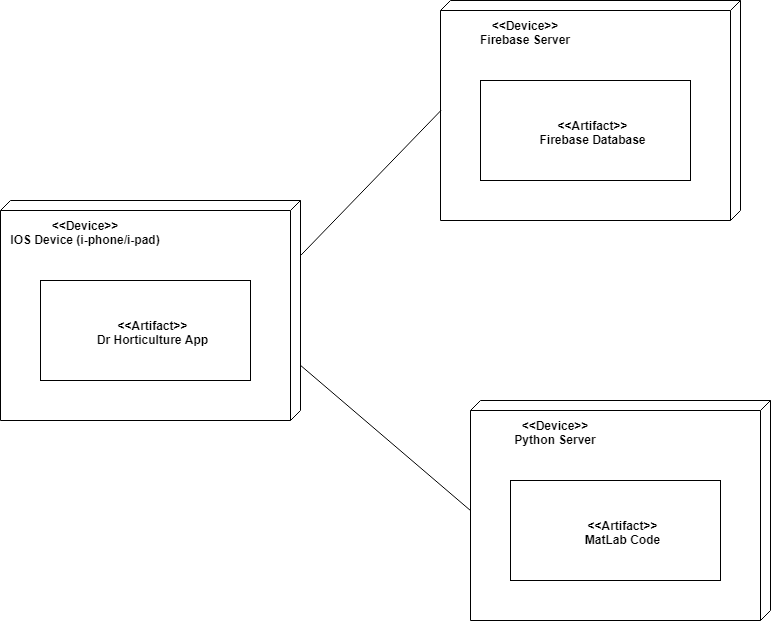 <<Device>>
Firebase Server
<<Artifact>>
Firebase Database
<<Device>>
IOS Device (i-phone/i-pad)
<<Artifact>>
Dr Horticulture App
<<Device>>
Python Server
<<Artifact>>
MatLab Code